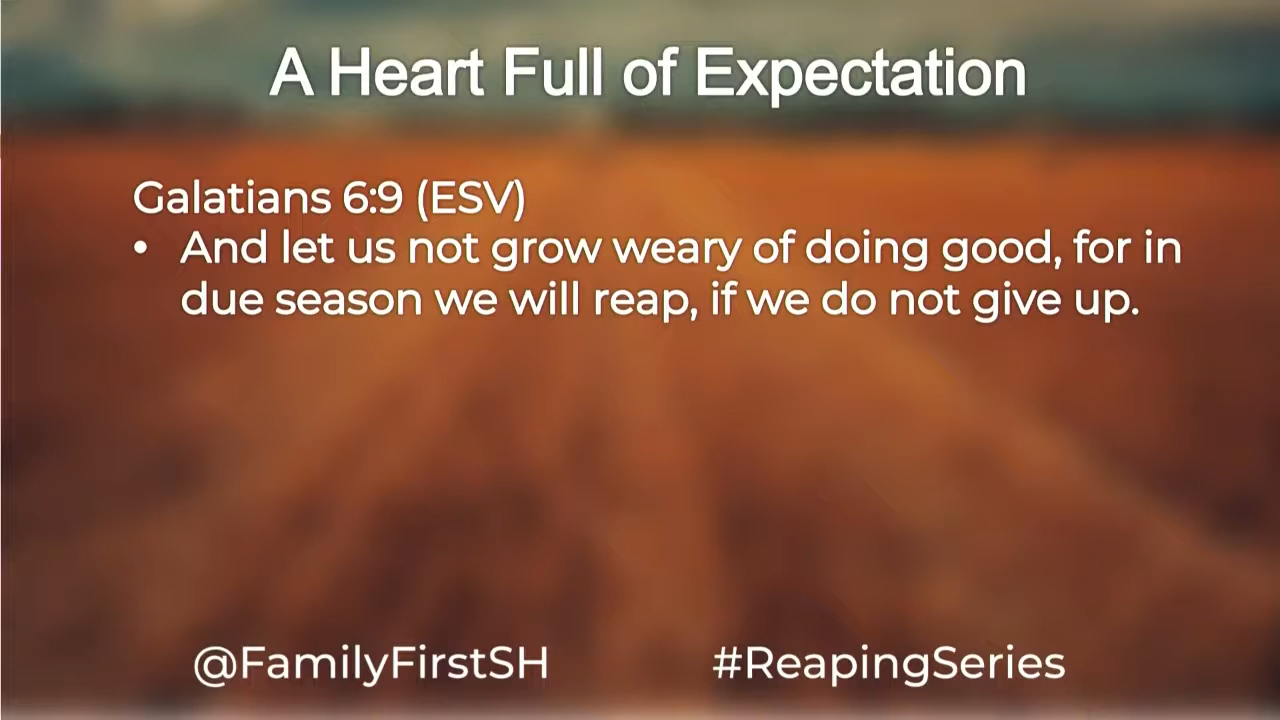 A Heart Full of Expectation
Galatians 6:9 (ESV)
• And let us not grow weary of doing good, for in
due season we will reap, if we do not give up.
@FamilyFirstSH #ReapingSeries